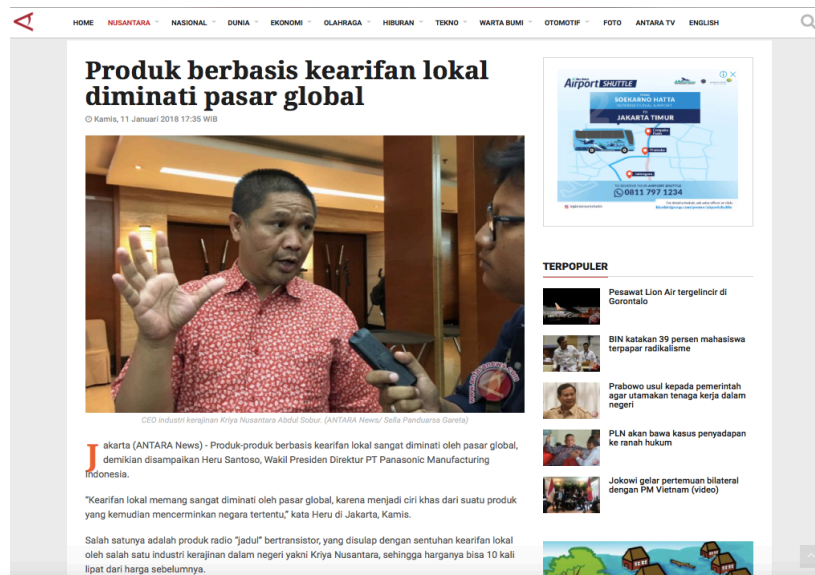 HOME NUSANTARA NASIONAL DUNIA EKONOMI OLAHRAGA HIBURAN TEKNO WARTA BUMI OTOMOTIF FOTO ANTARA TV ENGLISH
Produk berbasis kearifan lokal
diminati pasar global
Kamis, 11 Januari 2018 17:35 WIB
CEO Industri kerajinan Kriya Nusantara Abdul Sobur. (ANTARA News/ Sella Panduarsa Gareta)
Jakarta (ANTARA News) - Produk-produk berbasis kearifan lokal sangat diminati oleh pasar global,
demikian disampaikan Heru Santoso, Wakil Presiden Direktur PT Panasonic Manufacturing
Indonesia.
"Kearifan lokal memang sangat diminati oleh pasar global, karena menjadi ciri khas dari suatu produk
yang kemudian mencerminkan negara tertentu," kata Heru di Jakarta, Kamis.
Salah satunya adalah produk radio "jadul" bertransistor, yang disulap dengan sentuhan kearifan lokal
oleh salah satu industri kerajinan dalam negeri yakni Kriya Nusantara, sehingga harganya bisa 10 kali
lipat dari harga sebelumnya.
Airport SHUTTLE
SOEKARNO HATTA
INTERNATIONAL AIRPORT
TO
JAKARTA TIMUR
0811 797 1234
TERPOPULER
Pesawat Lion Air tergelincir di
Gorontalo
BIN katakan 39 persen mahasiswa
terpapar radikalisme
Prabowo usul kepada pemerintah
agar utamakan tenaga kerja dalam
negeri
PLN akan bawa kasus penyadapan
ke ranah hukum
Jokowi gelar pertemuan bilateral
dengan PM Vietnam (video)